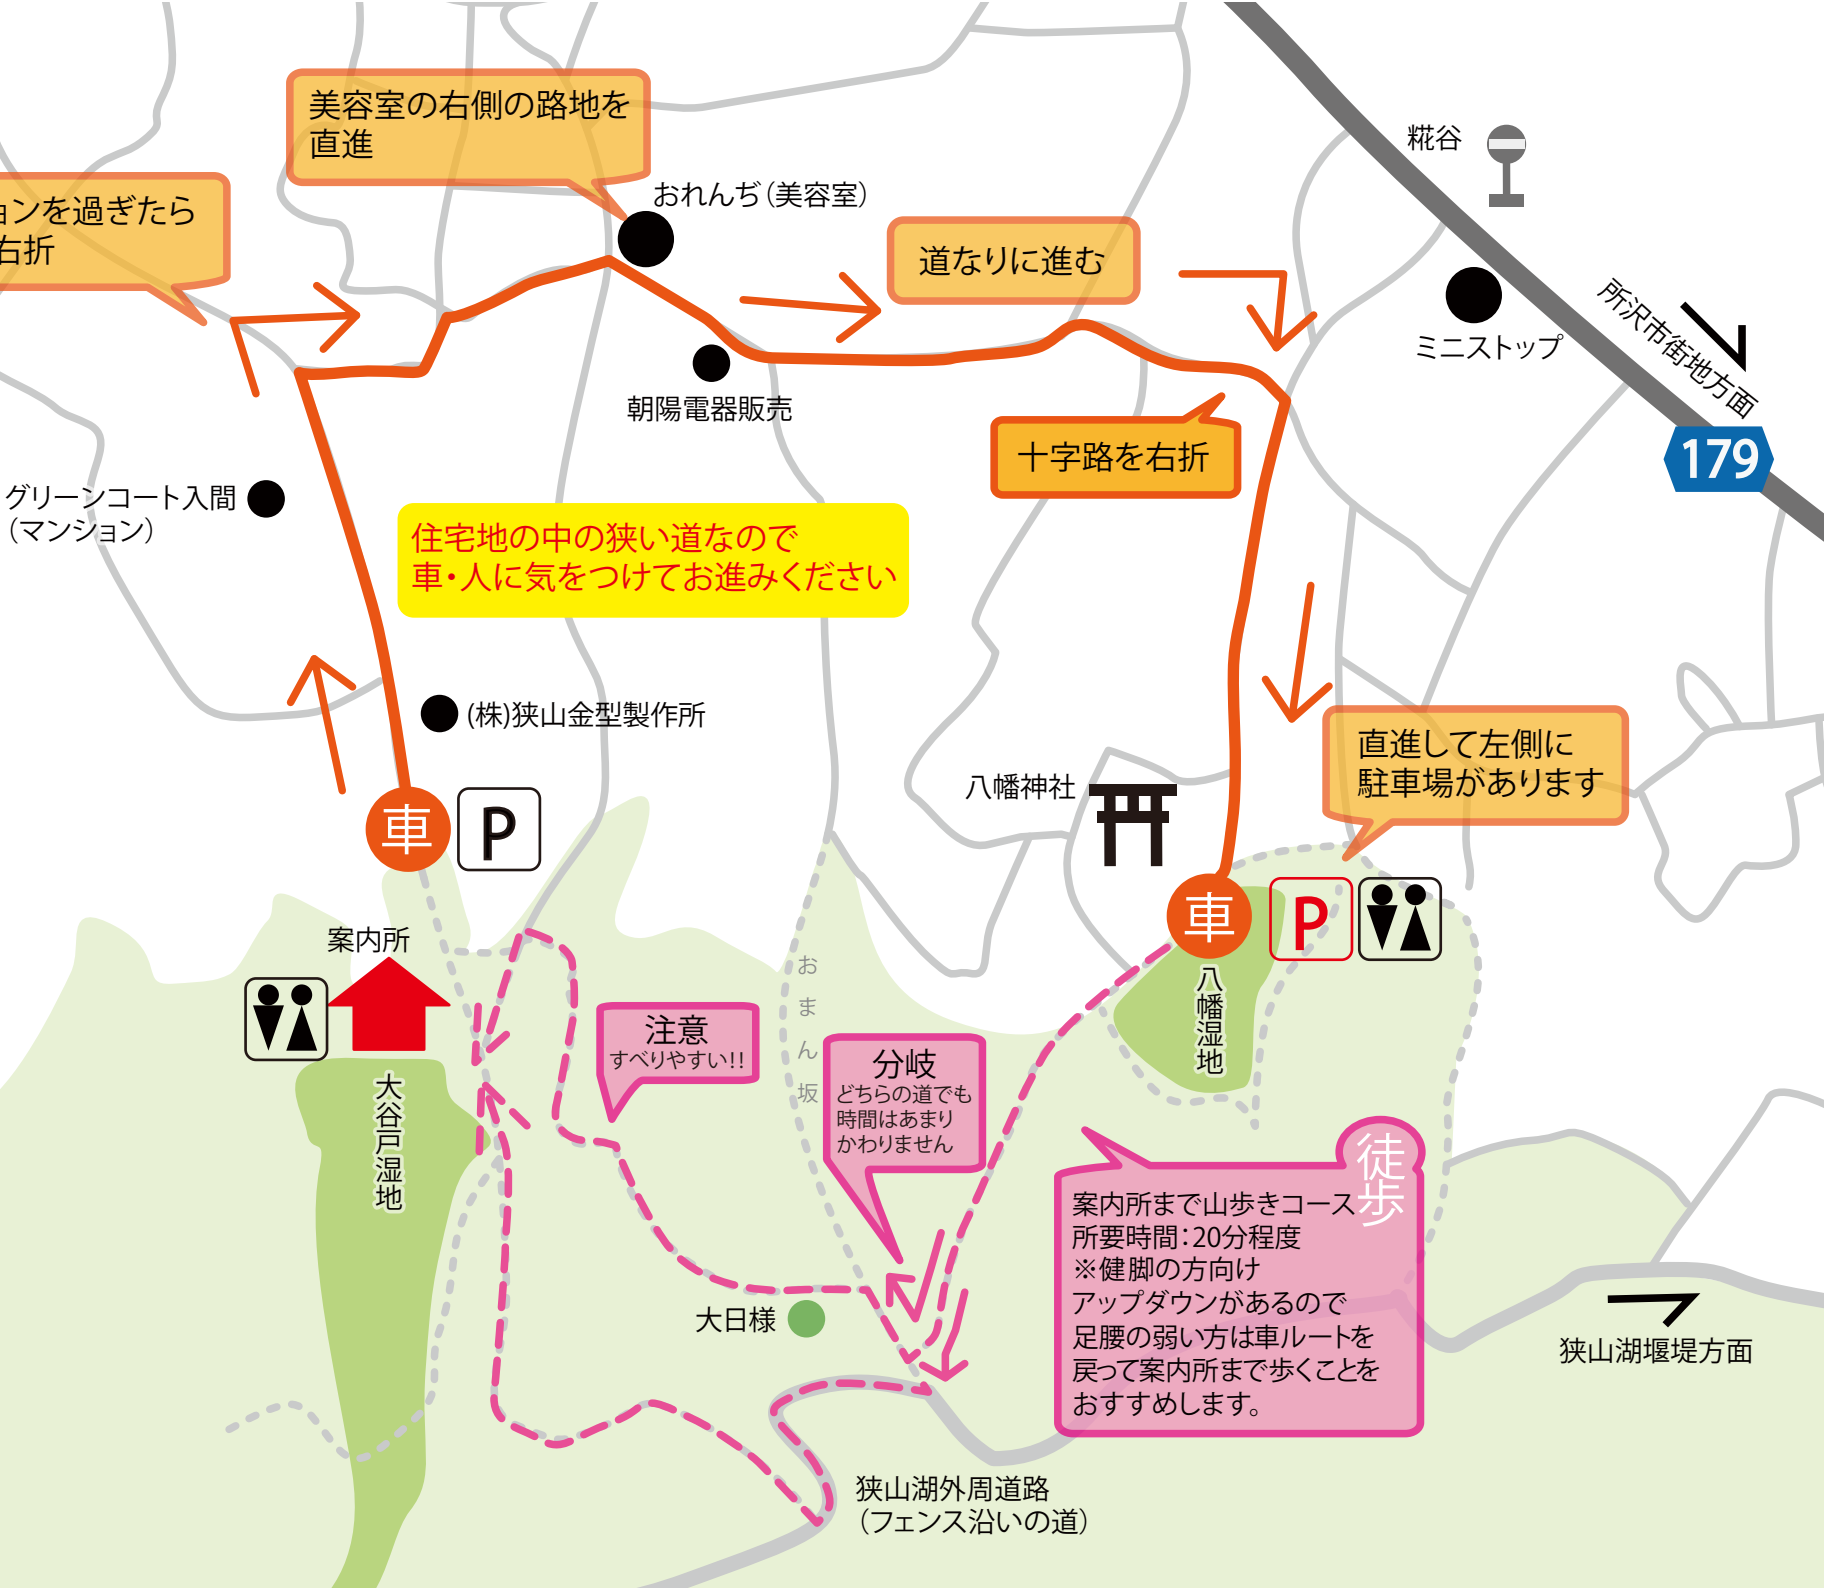 美容室の右側の路地を
直進
ョンを過ぎたら
右折
おれんぢ（美容室）
道なりに進む
糀谷
ミニストップ
所沢市街地方面
179
朝陽電器販売
十字路を右折
グリーンコート入間
（マンション）
住宅地の中の狭い道なので
車・人に気をつけてお進みください
(株)狭山金型製作所
車
P
八幡神社
直進して左側に
駐車場があります
車
P
八幡湿地
案内所
大谷戸湿地
注意
すべりやすい!!
おまん坂
分岐
どちらの道でも
時間はあまり
かわりません
徒歩
案内所まで山歩きコース
所要時間：20分程度
※健脚の方向け
アップダウンがあるので
足腰の弱い方は車ルートを
戻って案内所まで歩くことを
おすすめします。
大日様
狭山湖堰堤方面
狭山湖外周道路
（フェンス沿いの道）